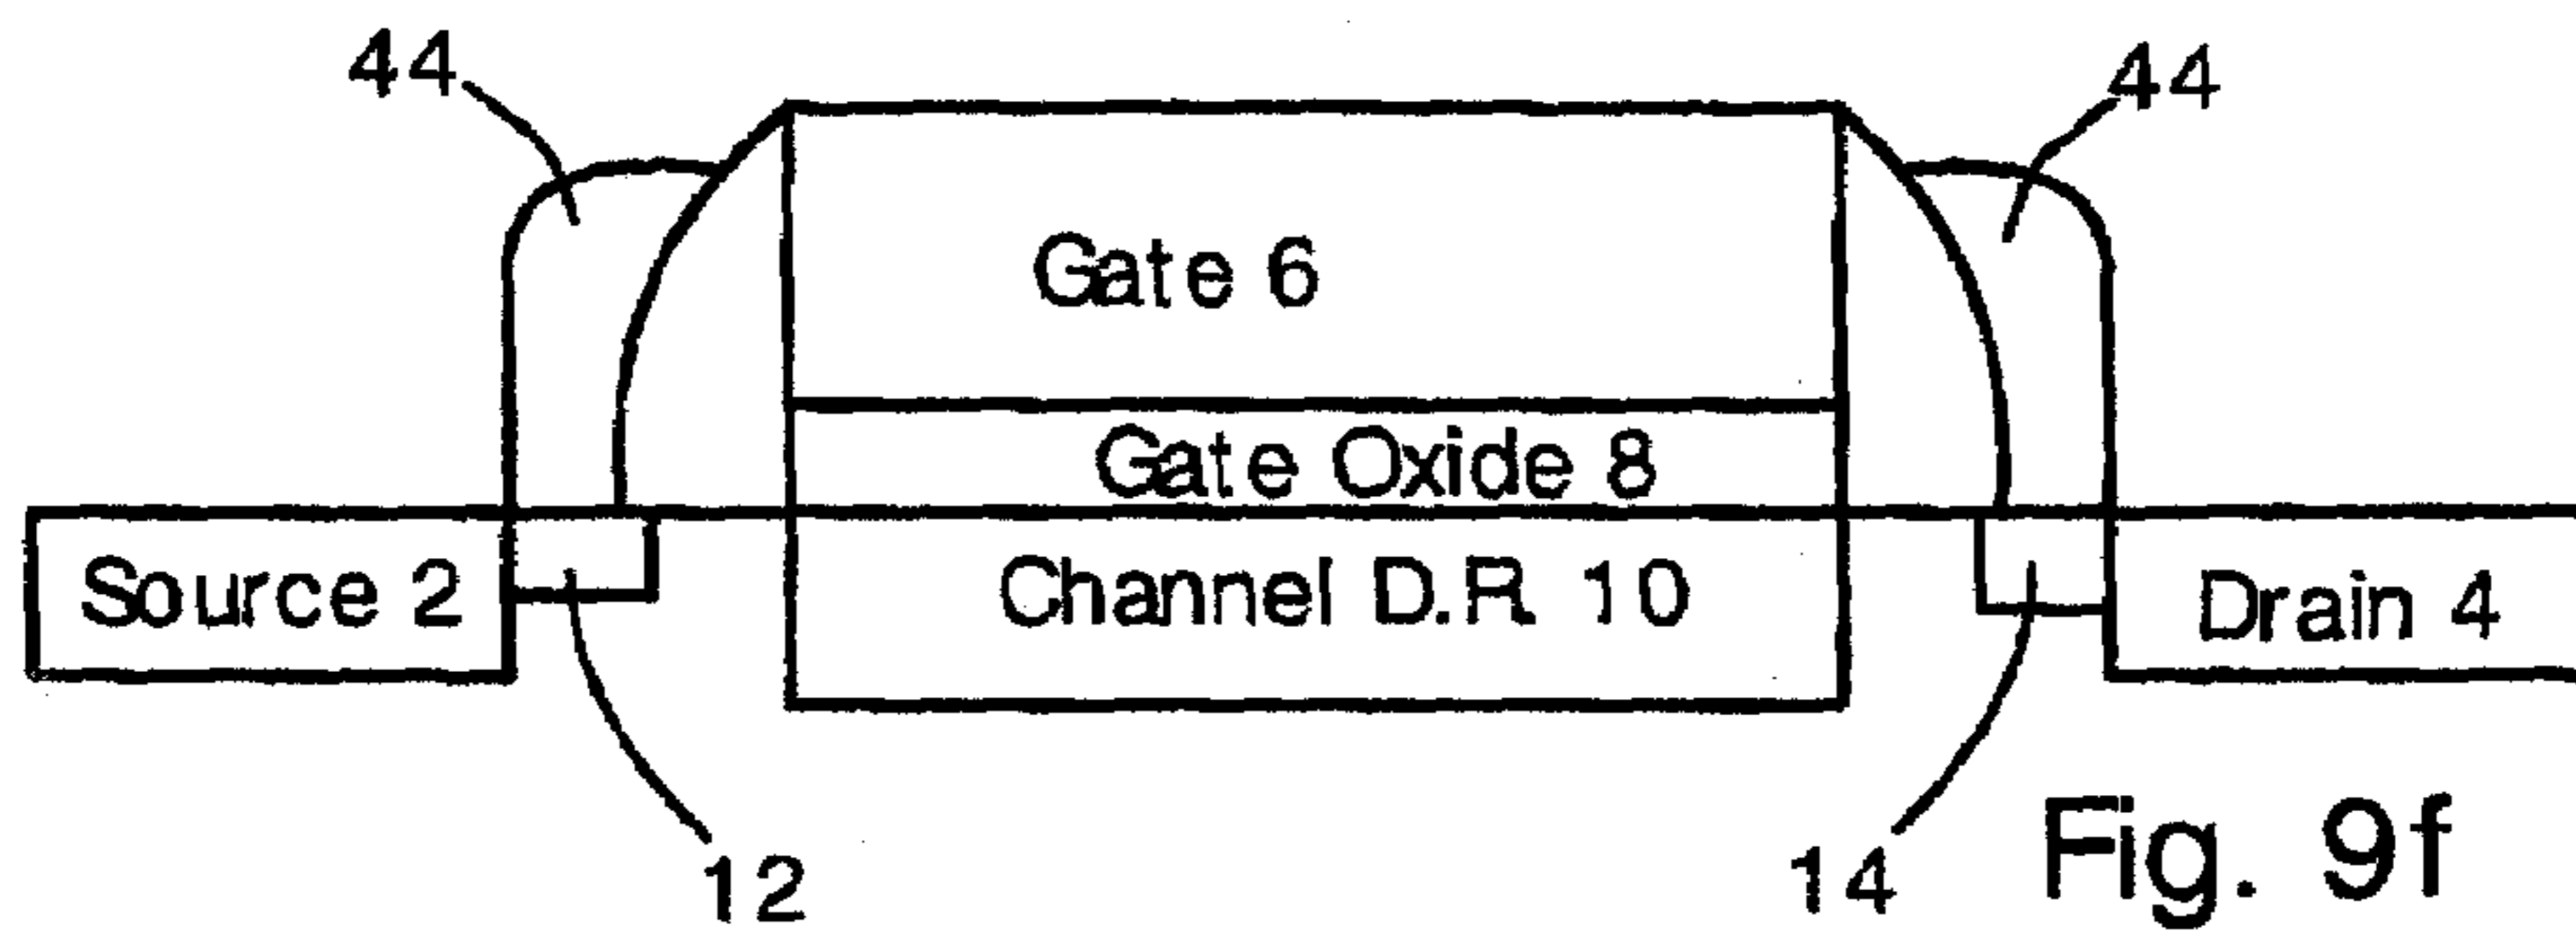 44
44
Gate 6
Gate Oxide 8
Source 2
Channel D.R. 10
Drain 4
12
14
Fig. 9f